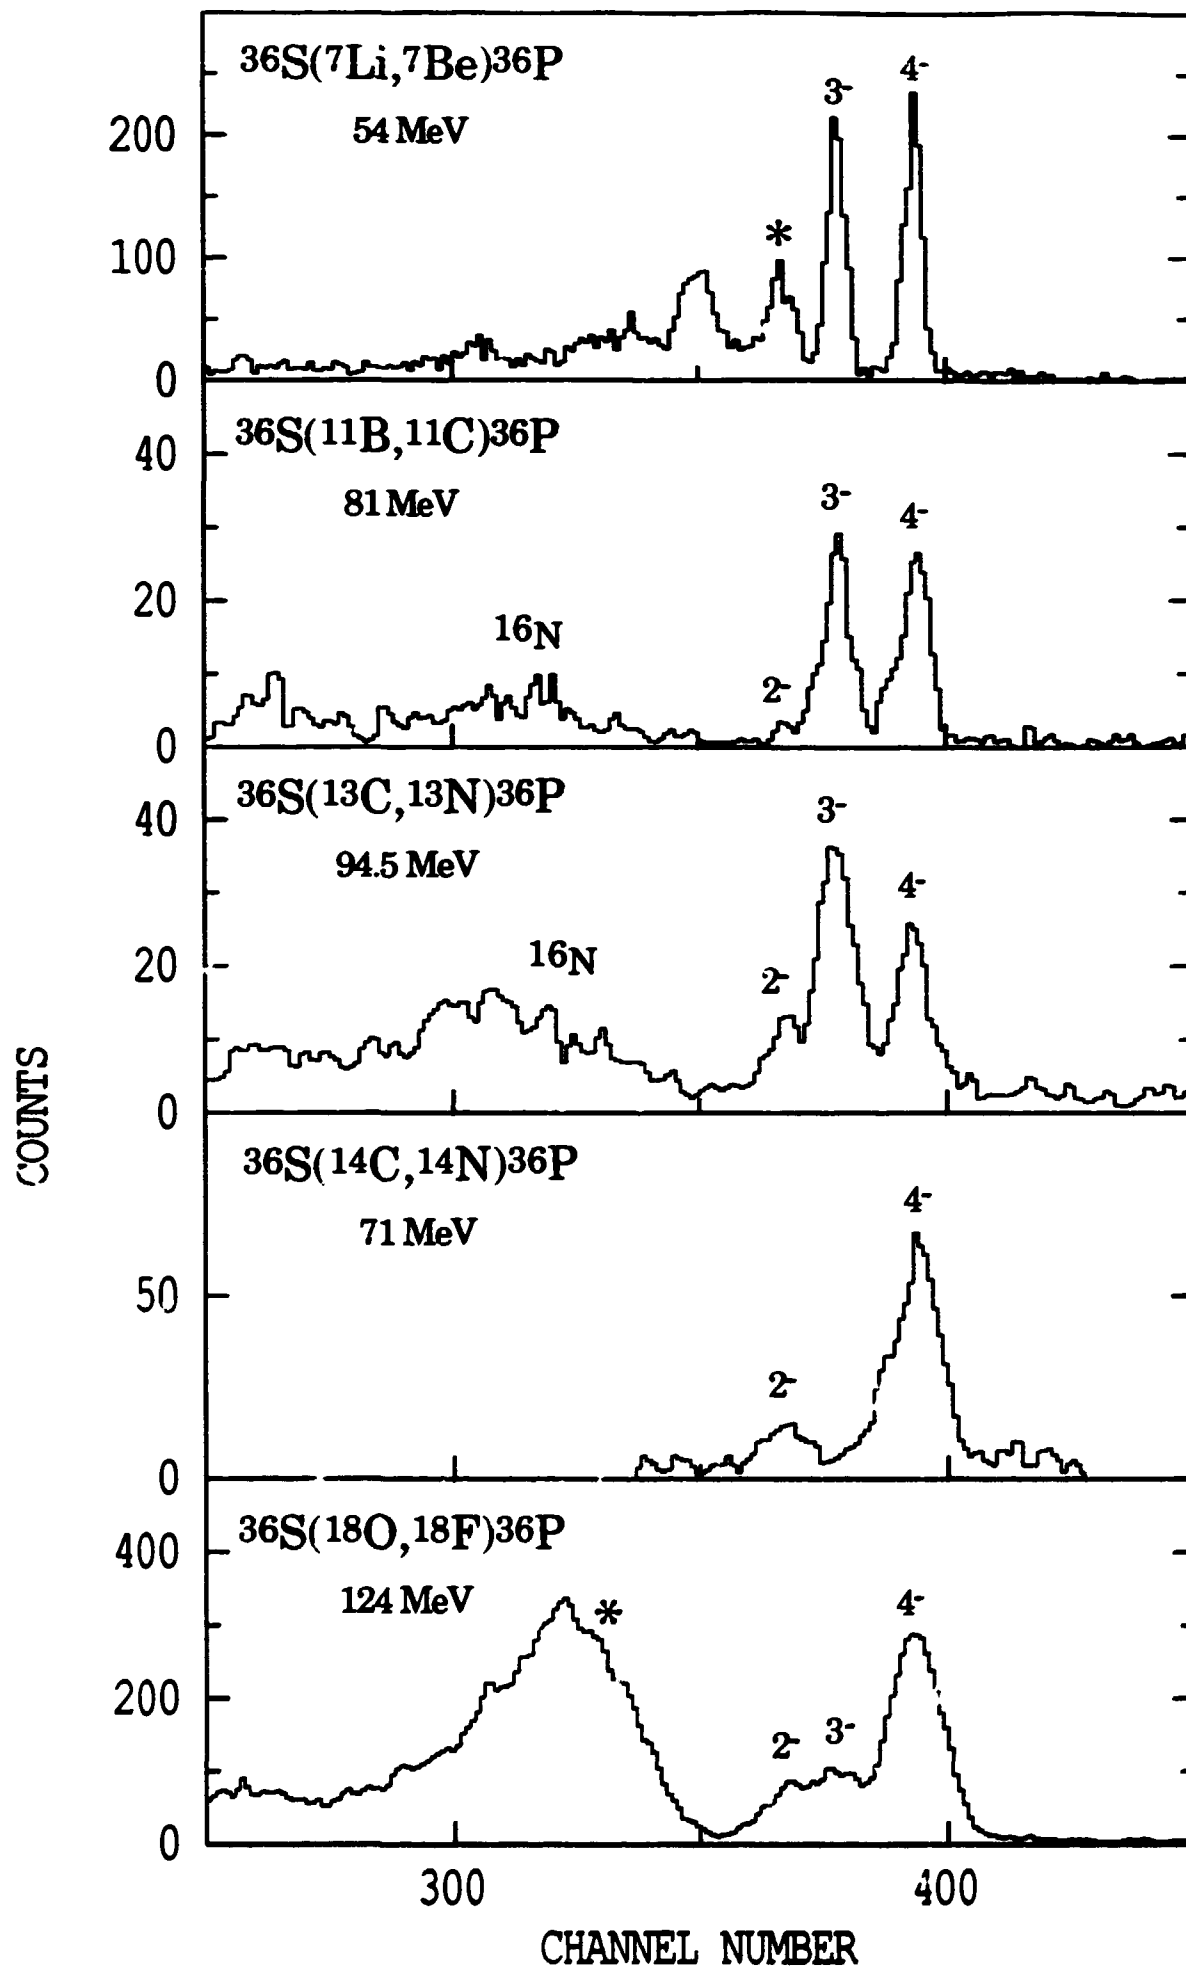 36S(7Li,7Be)36P
54 MeV
3-
4-
*
200
100
0
36S(11B,11C)36P
81 MeV
3-
4-
16N
2-
40
20
0
36S(13C,13N)36P
94.5 MeV
3-
4-
16N
2-
40
20
0
36S(14C,14N)36P
71 MeV
4-
2-
50
0
36S(18O,18F)36P
124 MeV
*
4-
2-
3-
400
200
0
300
400
CHANNEL NUMBER
COUNTS